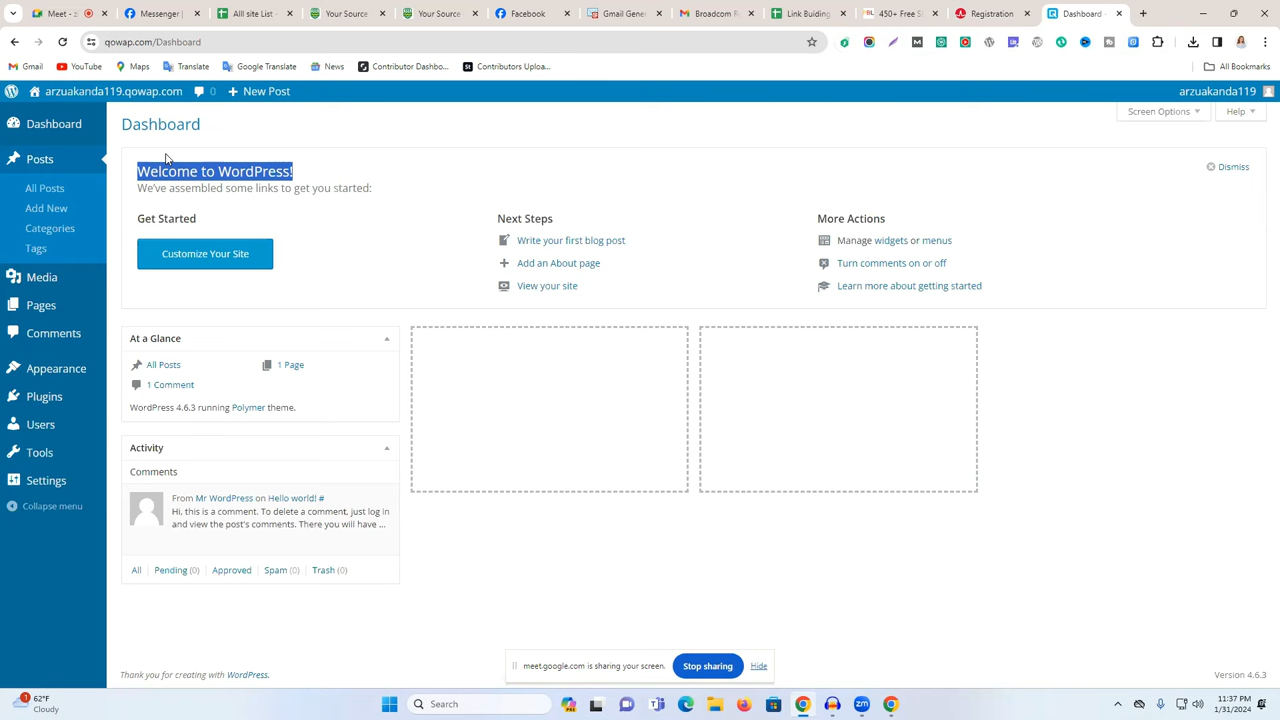 Meet
Messenger
Alll site List -
Your Source
Your Source
Facebook
Gmail Gener
Broadcom R
Link Buiding
450+ Free S
Registration
Dashboard -
qowap.com/Dashboard
Gmail YouTube Maps Translate Google Translate News Contributor Dashbo... Contributors Uploa... All Bookmarks
arzuakanda119.qowap.com 0 + New Post arzuakanda119
Dashboard
Screen Options Help
Dashboard
Posts
All Posts
Add New
Categories
Tags
Media
Pages
Comments
Appearance
Plugins
Users
Tools
Settings
Collapse menu
Welcome to WordPress!
Dismiss
We've assembled some links to get you started:
Get Started
Customize Your Site
Next Steps
Write your first blog post
Add an About page
View your site
More Actions
Manage widgets or menus
Turn comments on or off
Learn more about getting started
At a Glance
All Posts 1 Page
1 Comment
WordPress 4.6.3 running Polymer theme.
Activity
Comments
From Mr WordPress on Hello world! #
Hi, this is a comment. To delete a comment, just log in
and view the post's comments. There you will have ...
All | Pending (0) | Approved | Spam (0) | Trash (0)
meet.google.com is sharing your screen. Stop sharing Hide
Thank you for creating with WordPress. Version 4.6.3
1 62°F
Cloudy
Search
11:37 PM
1/31/2024